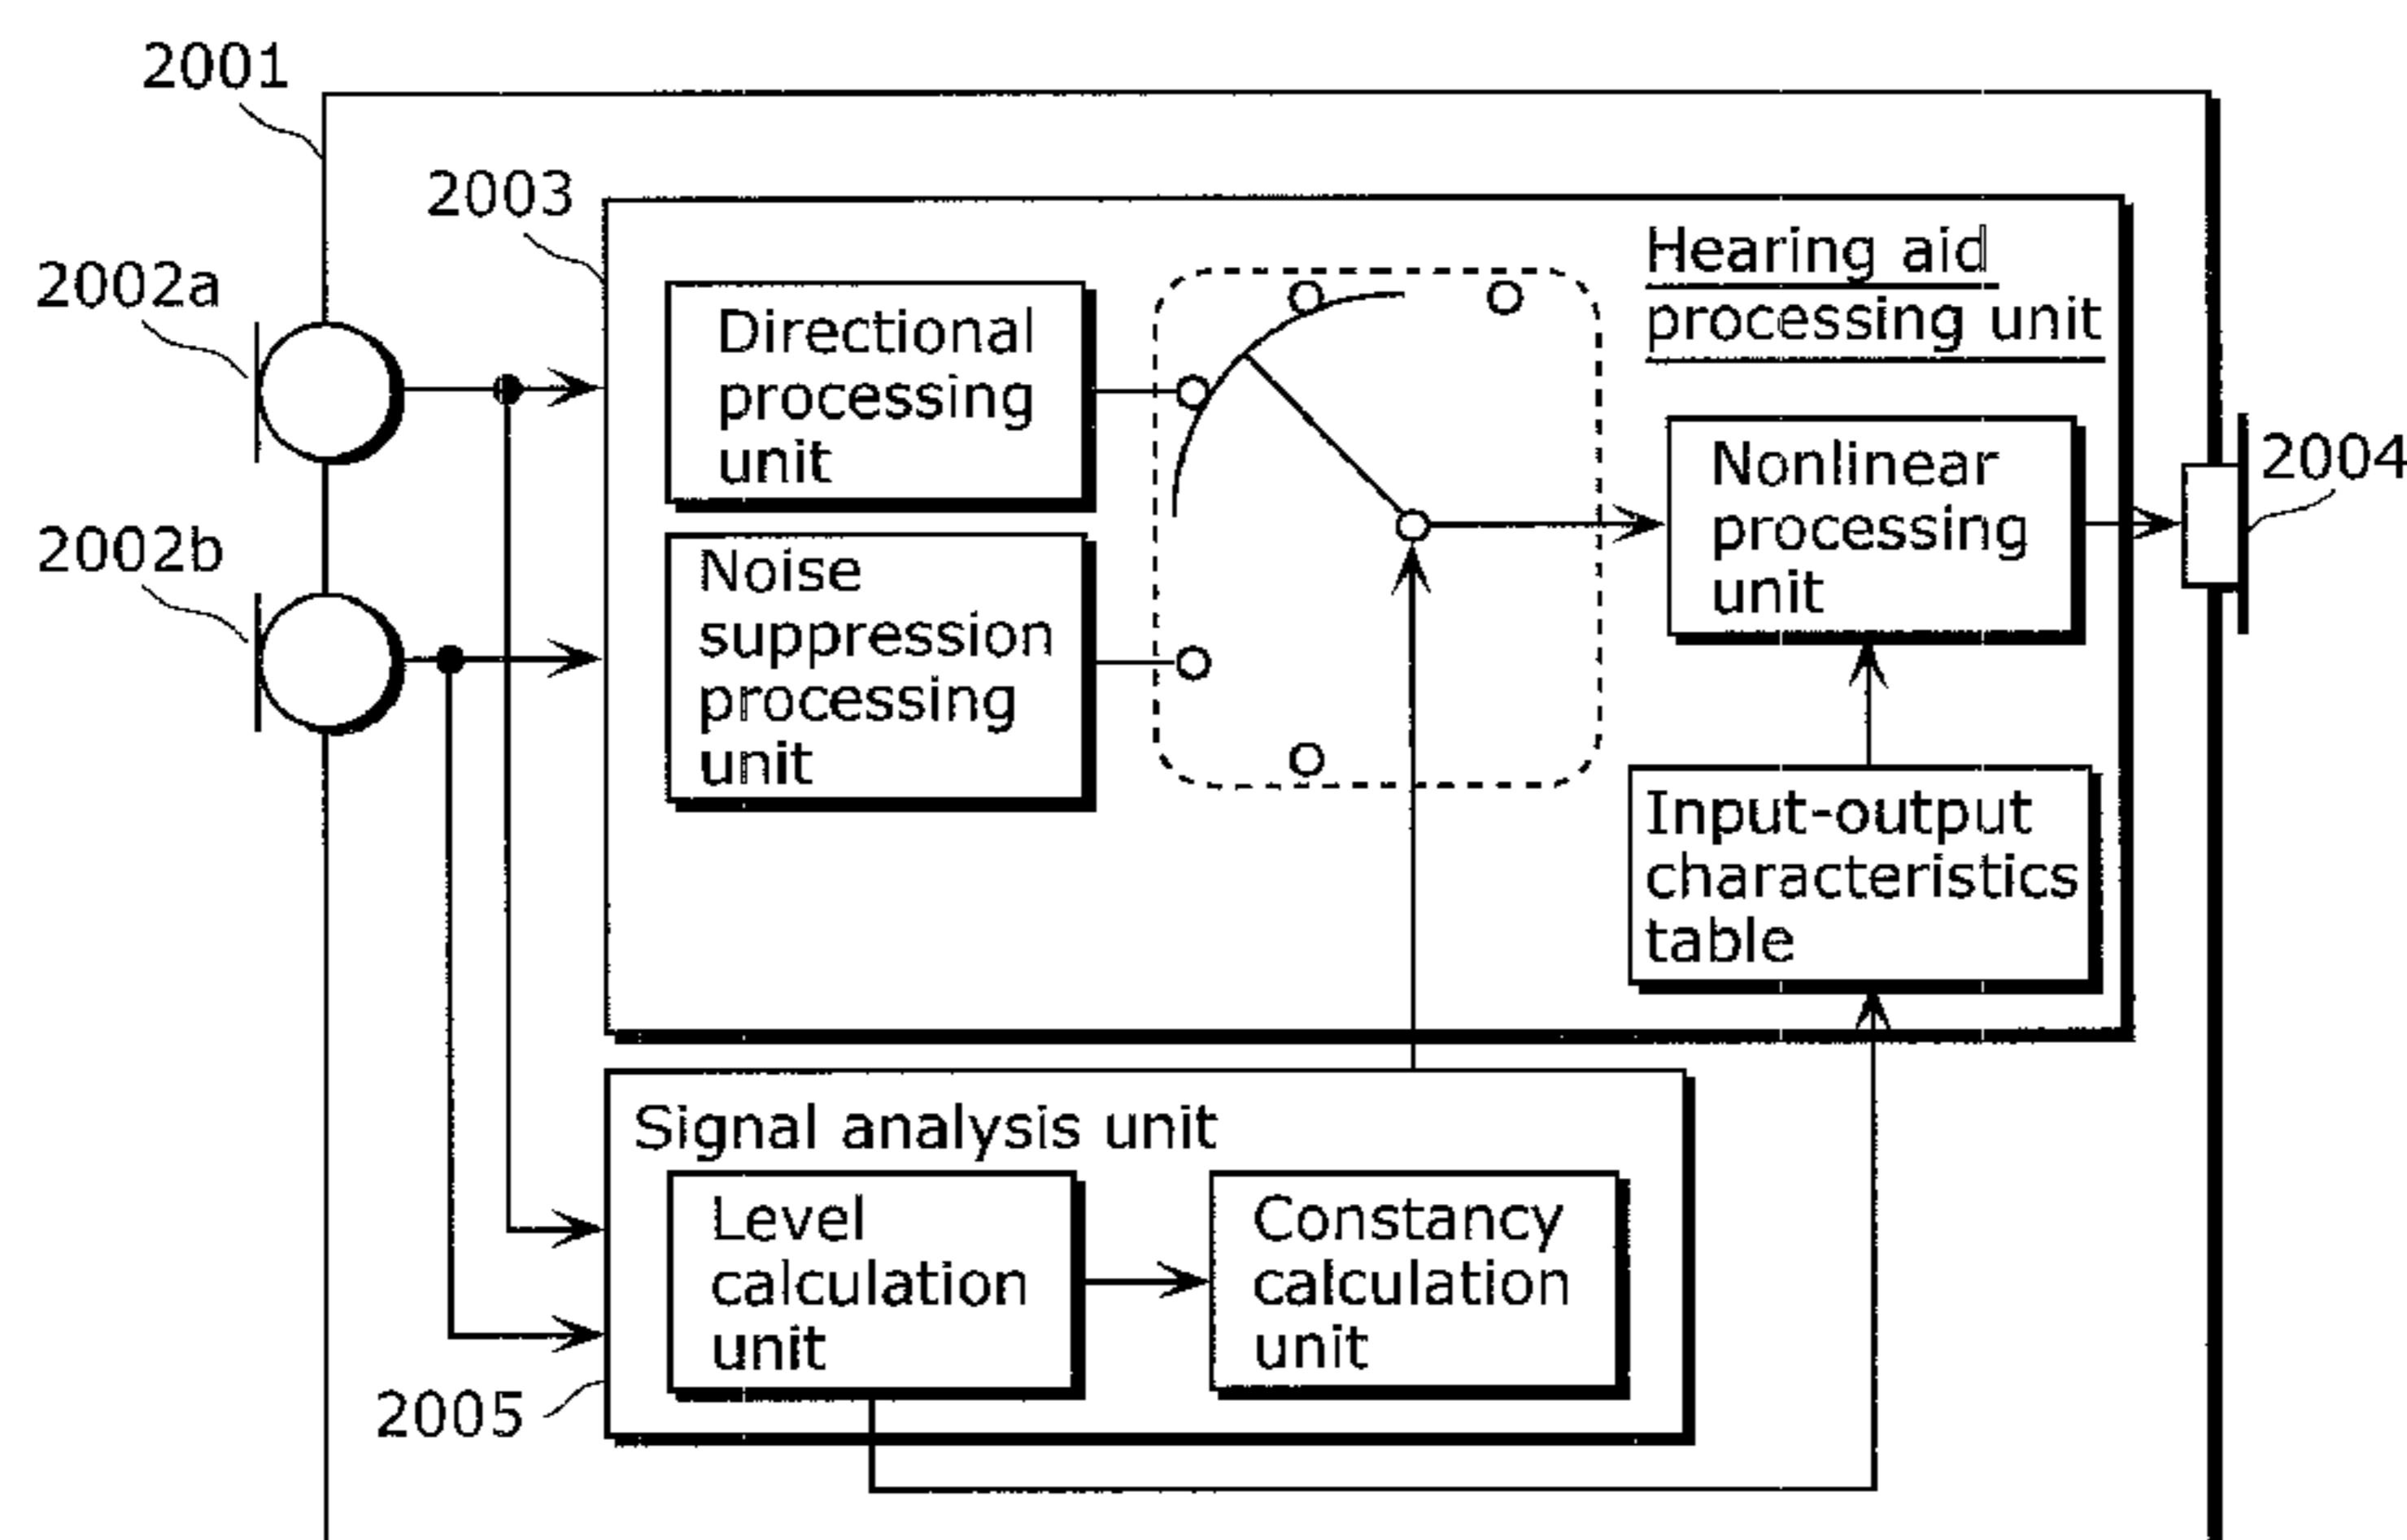 2001
2003
2002a
2002b
Hearing aid
processing unit
Directional
processing
unit
Noise
suppression
processing
unit
Nonlinear
processing
unit
2004
Input-output
characteristics
table
Signal analysis unit
Level
calculation
unit
Constancy
calculation
unit
2005